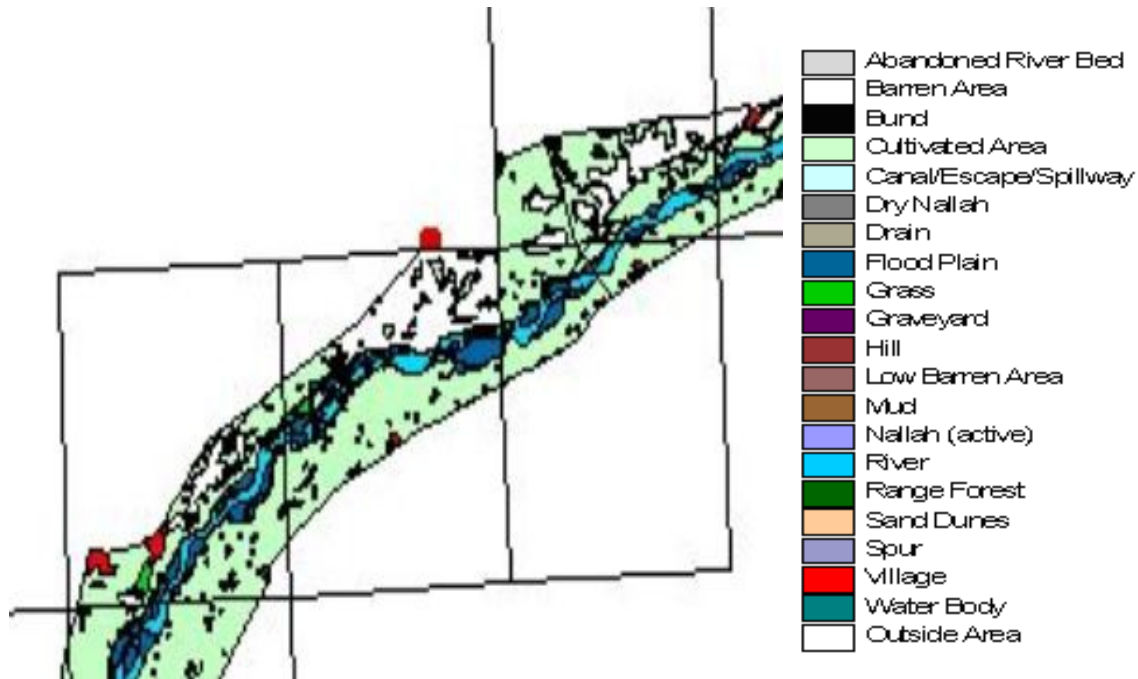 Abandoned River Bed
Barren Area
Bund
Cultivated Area
Canal/Escape/Spillway
Dry Nallah
Drain
Flood Plain
Grass
Graveyard
Hill
Low Barren Area
Mud
Nallah (active)
River
Range Forest
Sand Dunes
Spur
Village
Water Body
Outside Area